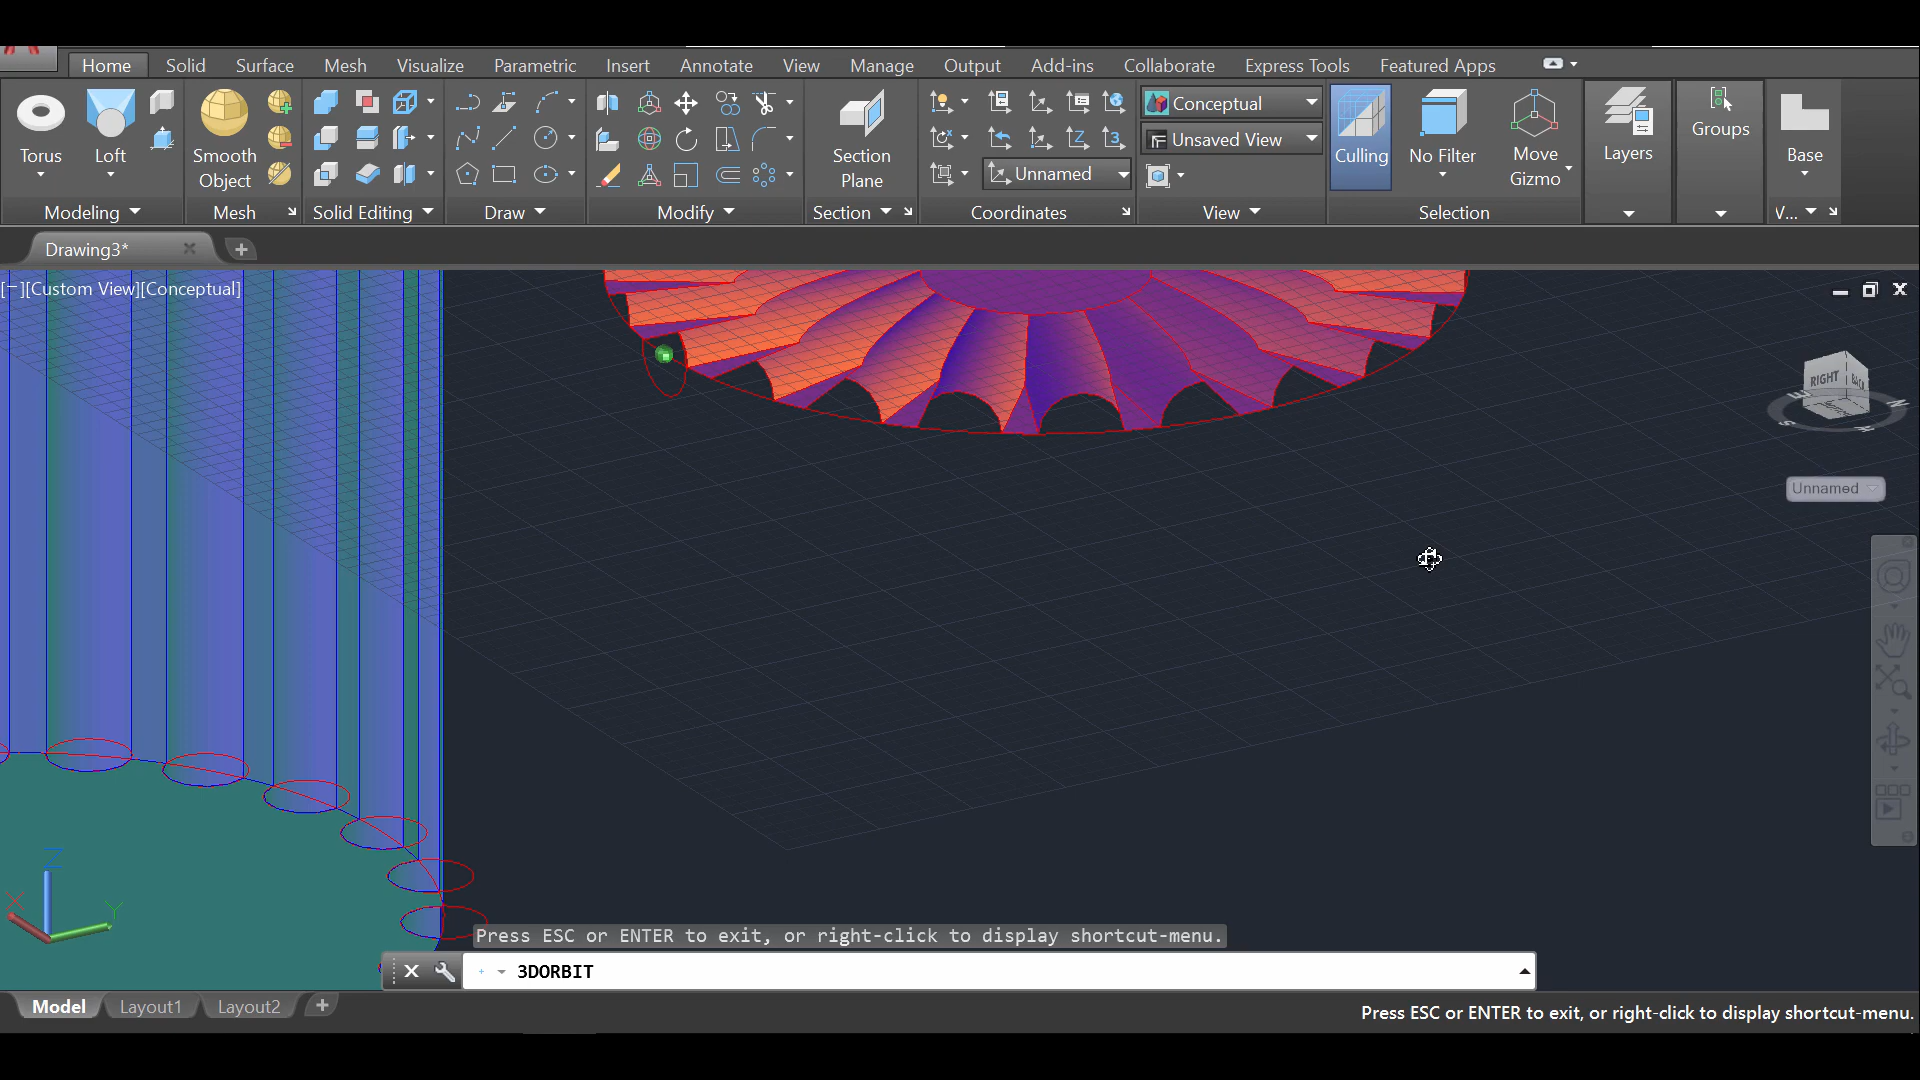 Home Solid Surface Mesh Visualize Parametric Insert Annotate View Manage Output Add-ins Collaborate Express Tools Featured Apps
Torus Loft Smooth Object Section Plane
Conceptual
Unsaved View
Unnamed
Culling No Filter Move Gizmo Layers Groups Base
Modeling Mesh Solid Editing Draw Modify Section Coordinates View Selection V...
Drawing3*
[−][Custom View][Conceptual]
RIGHT BACK
E N S W
Unnamed
Z
X Y
Press ESC or ENTER to exit, or right-click to display shortcut-menu.
3DORBIT
Model Layout1 Layout2
Press ESC or ENTER to exit, or right-click to display shortcut-menu.